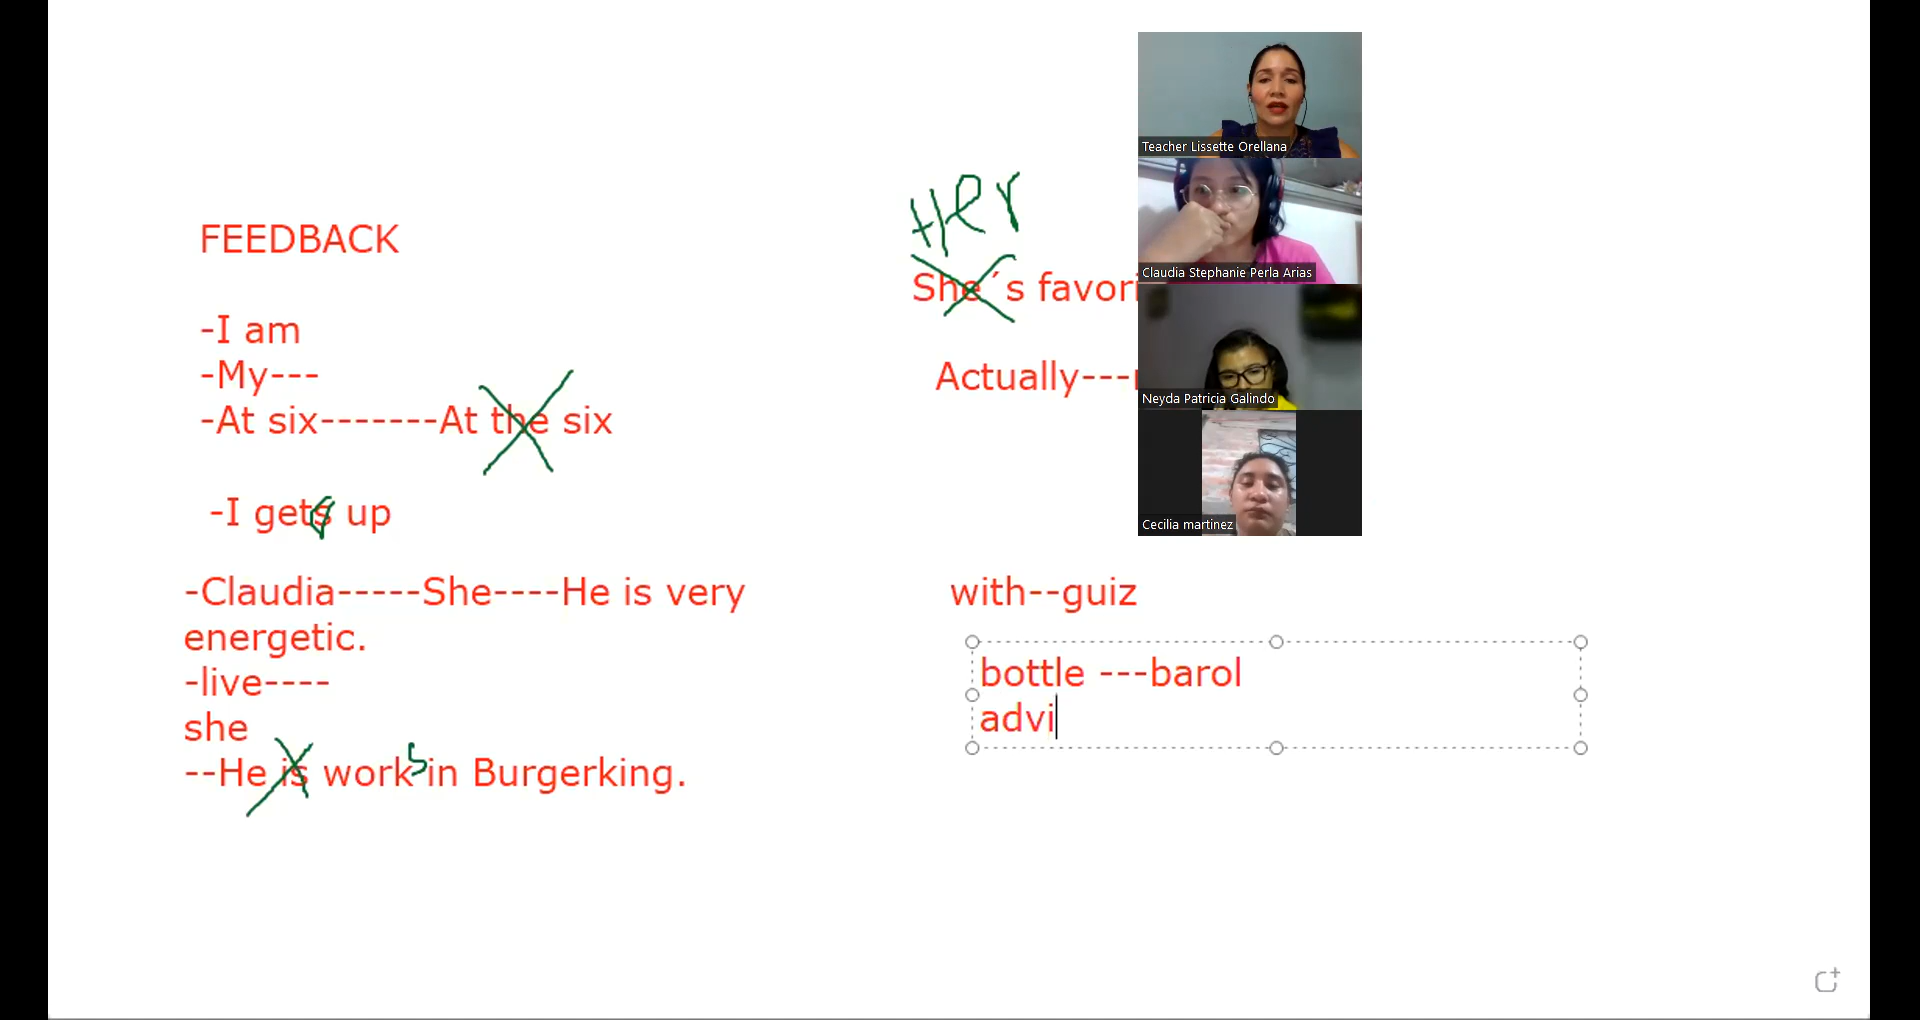 FEEDBACK
-I am
-My---
-At six-------At the six
-I gets up
-Claudia-----She----He is very
energetic.
-live----
she
--He is work s in Burgerking.
Her
She´s
Actually---
with--guiz
bottle ---barol
advi
Teacher Lissette Orellana
Claudia Stephanie Perla Arias
Neyda Patricia Galindo
Cecilia martinez